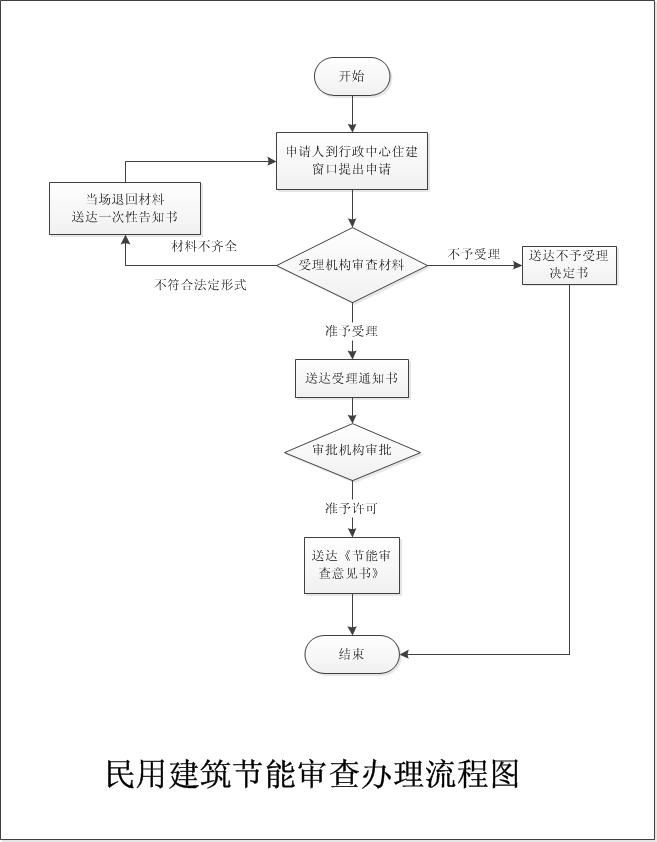 开始
申请人到行政中心住建
窗口提出申请
当场退回材料
送达一次性告知书
材料不齐全
不符合法定形式
受理机构审查材料
不予受理
送达不予受理
决定书
准予受理
送达受理通知书
审批机构审批
准予许可
送达《节能审
查意见书》
结束
民用建筑节能审查办理流程图